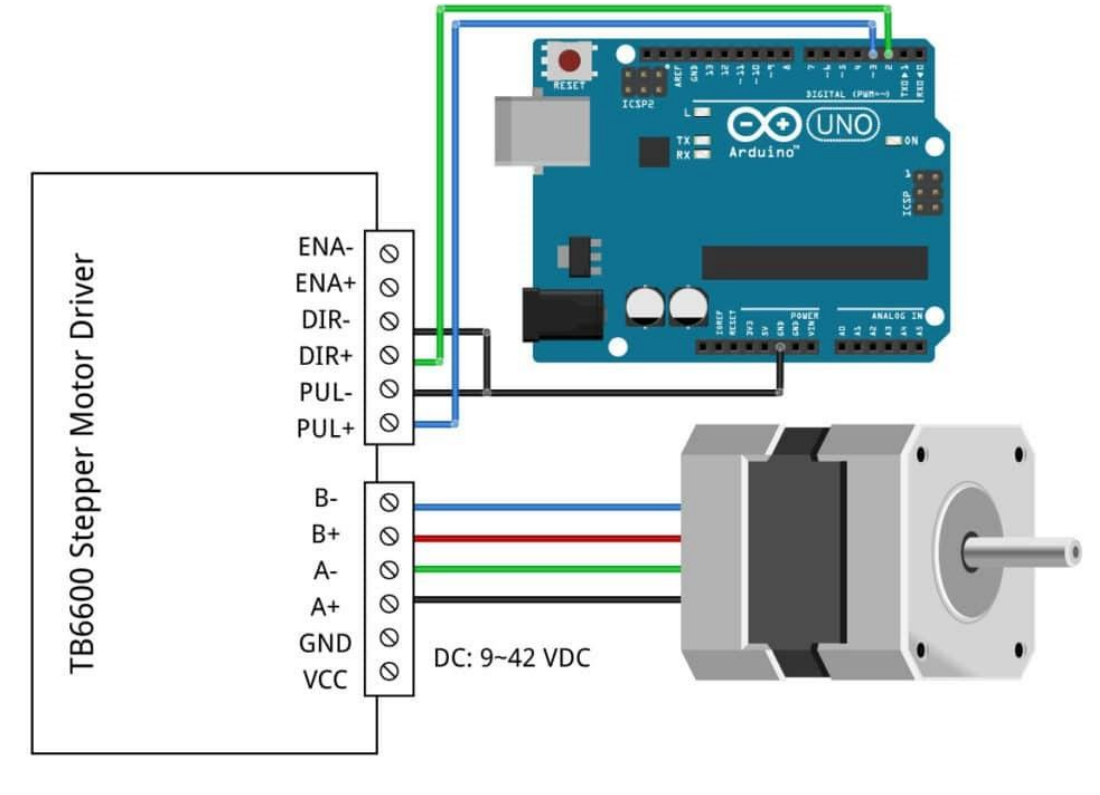 TB6600 Stepper Motor Driver
ENA-
ENA+
DIR-
DIR+
PUL-
PUL+
B-
B+
A-
A+
GND
VCC
DC: 9~42 VDC
RESET
ICSP2
AREF
GND
13
12
~11
~10
~9
8
7
~6
~5
4
~3
2
TXD▶1
RXD◀0
DIGITAL (PWM=~)
L
TX
RX
UNO
Arduino™
ON
1
ICSP
IOREF
RESET
3V3
5V
GND
GND
VIN
POWER
ANALOG IN
A0
A1
A2
A3
A4
A5